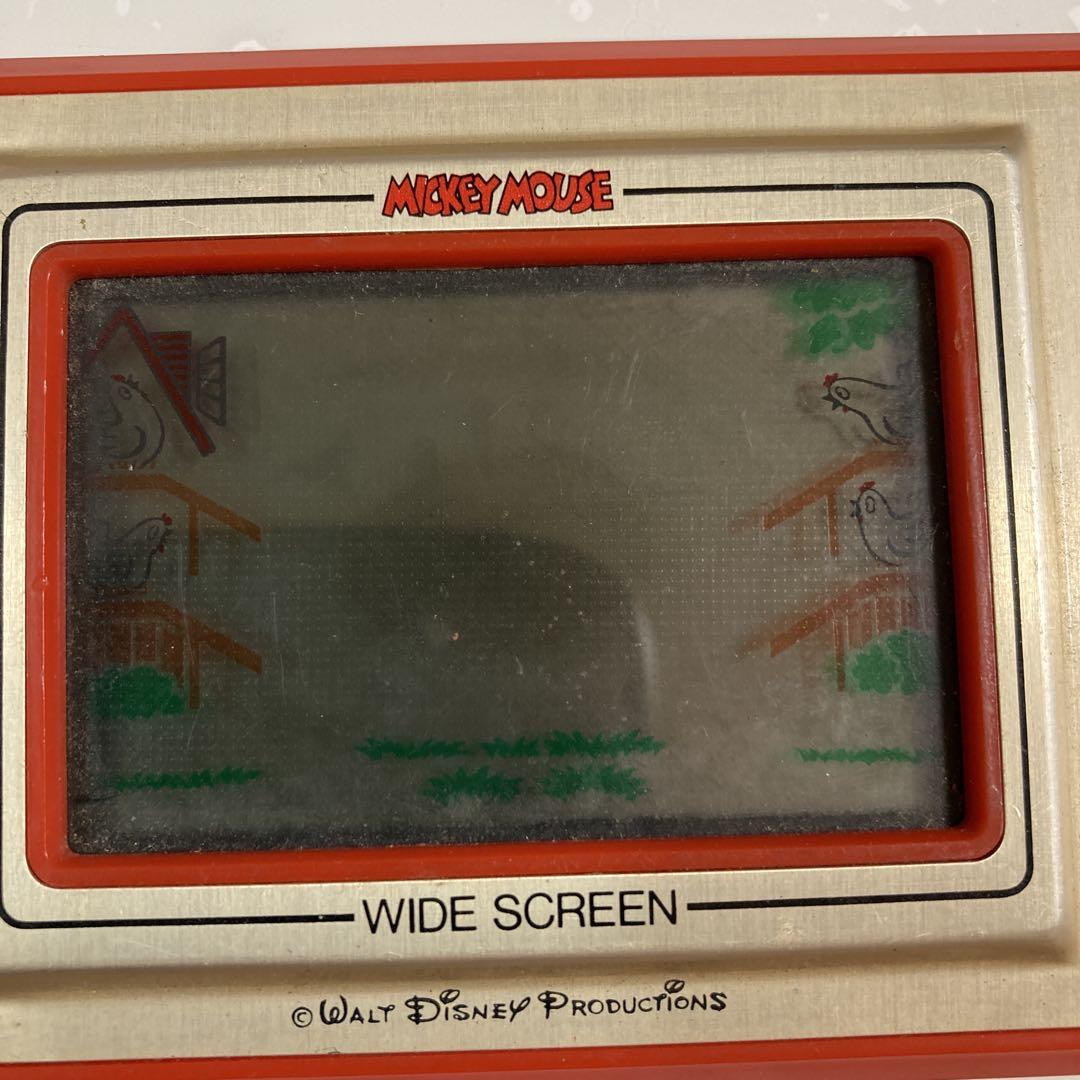 MICKEY MOUSE
WIDE SCREEN
© WALT DISNEY PRODUCTIONS